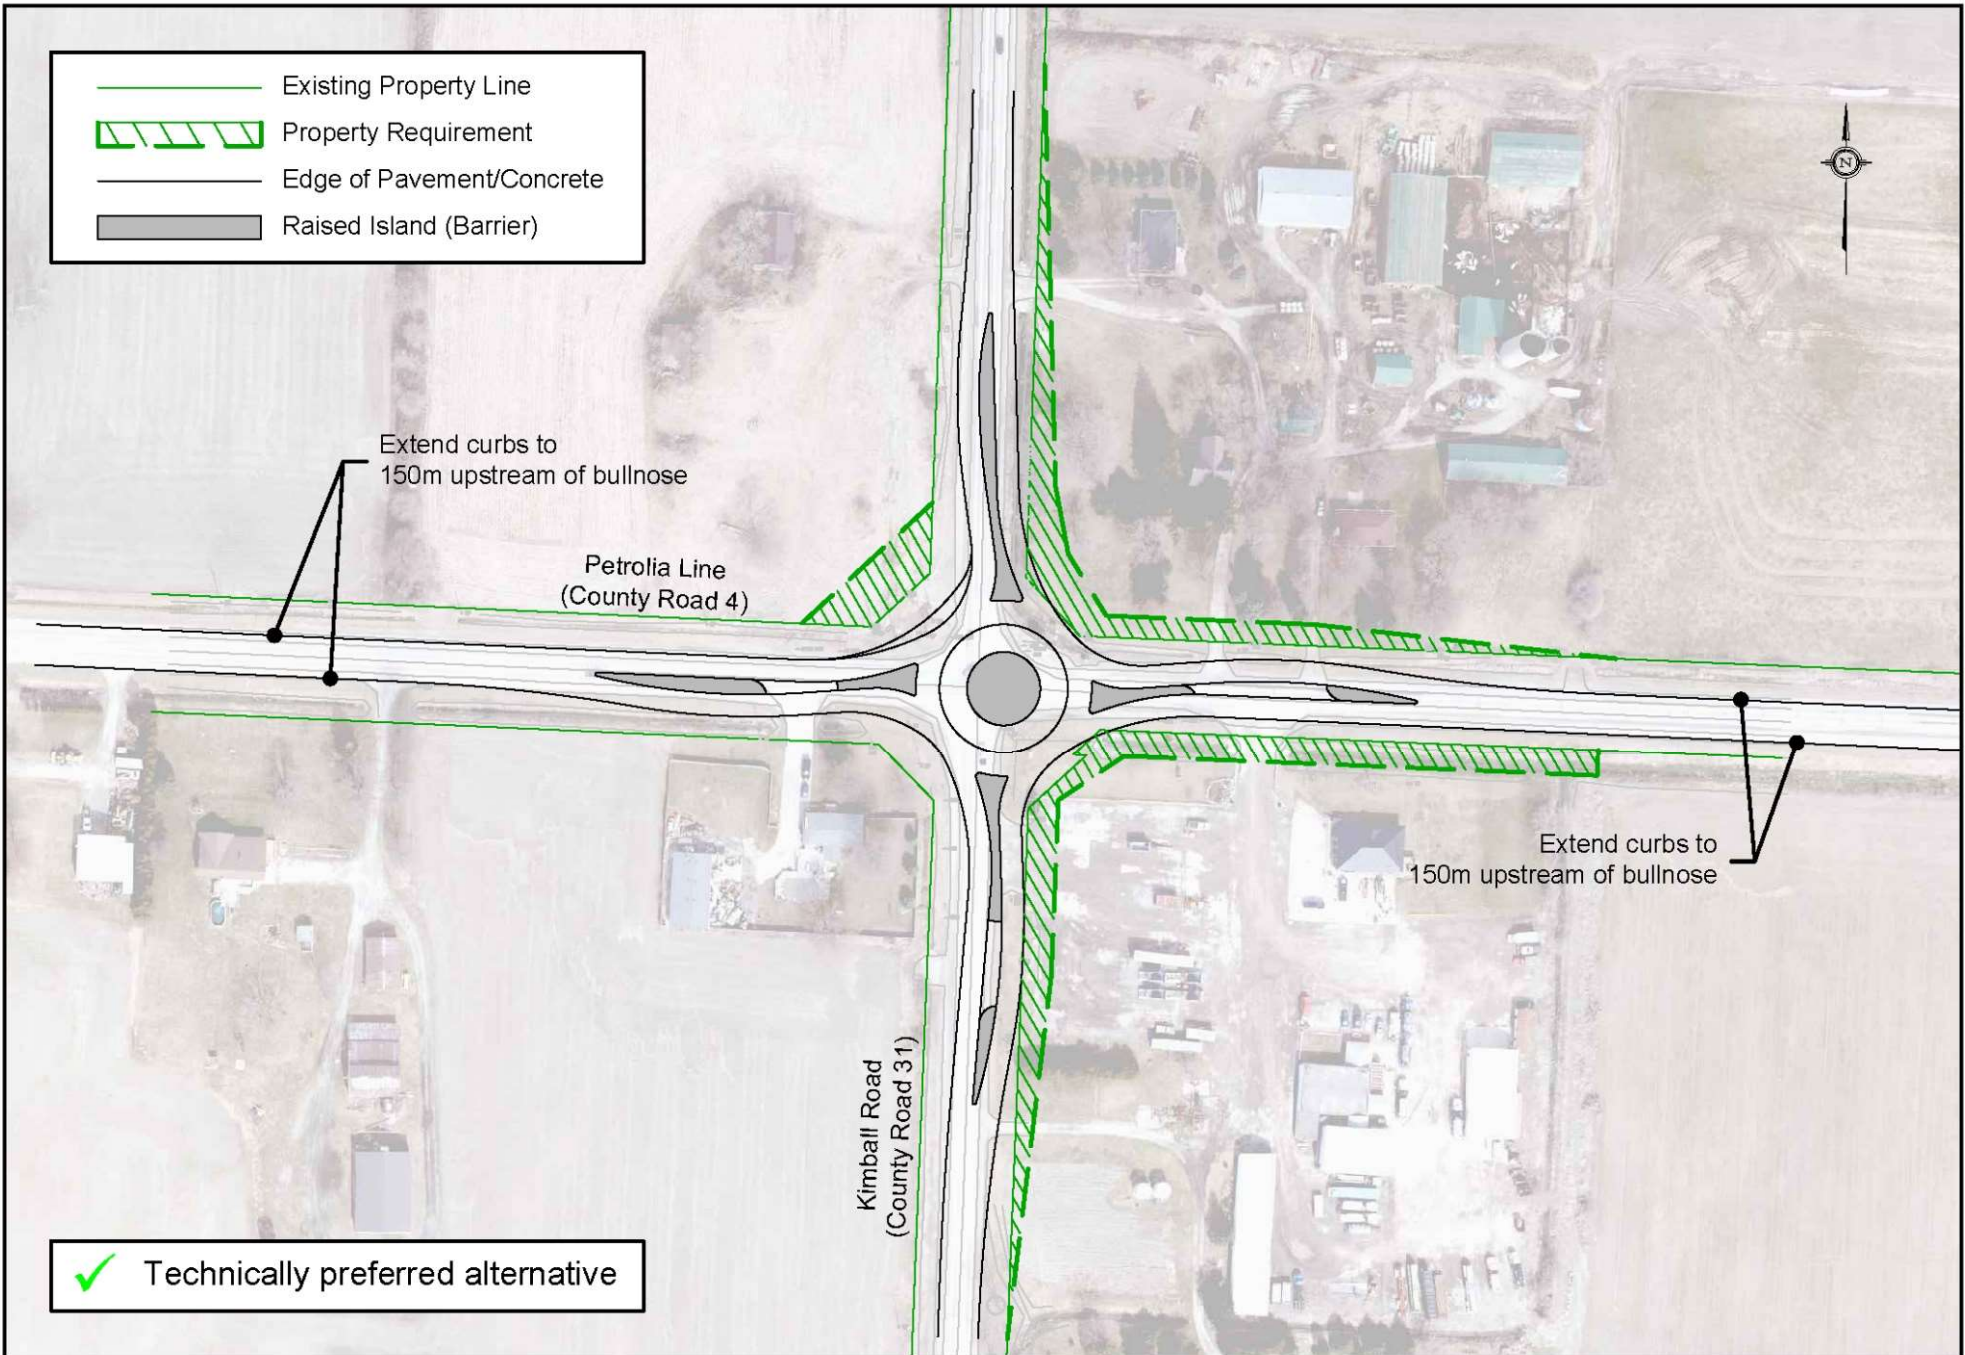 Existing Property Line
Property Requirement
Edge of Pavement/Concrete
Raised Island (Barrier)
N
Extend curbs to
150m upstream of bullnose
Petrolia Line
(County Road 4)
Extend curbs to
150m upstream of bullnose
Kimball Road
(County Road 31)
Technically preferred alternative